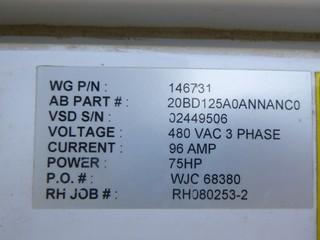 WG P/N : 146731
AB PART # : 20BD125A0ANNANC0
VSD S/N : 02449506
VOLTAGE : 480 VAC 3 PHASE
CURRENT : 96 AMP
POWER : 75HP
P.O. # : WJC 68380
RH JOB # : RH080253-2